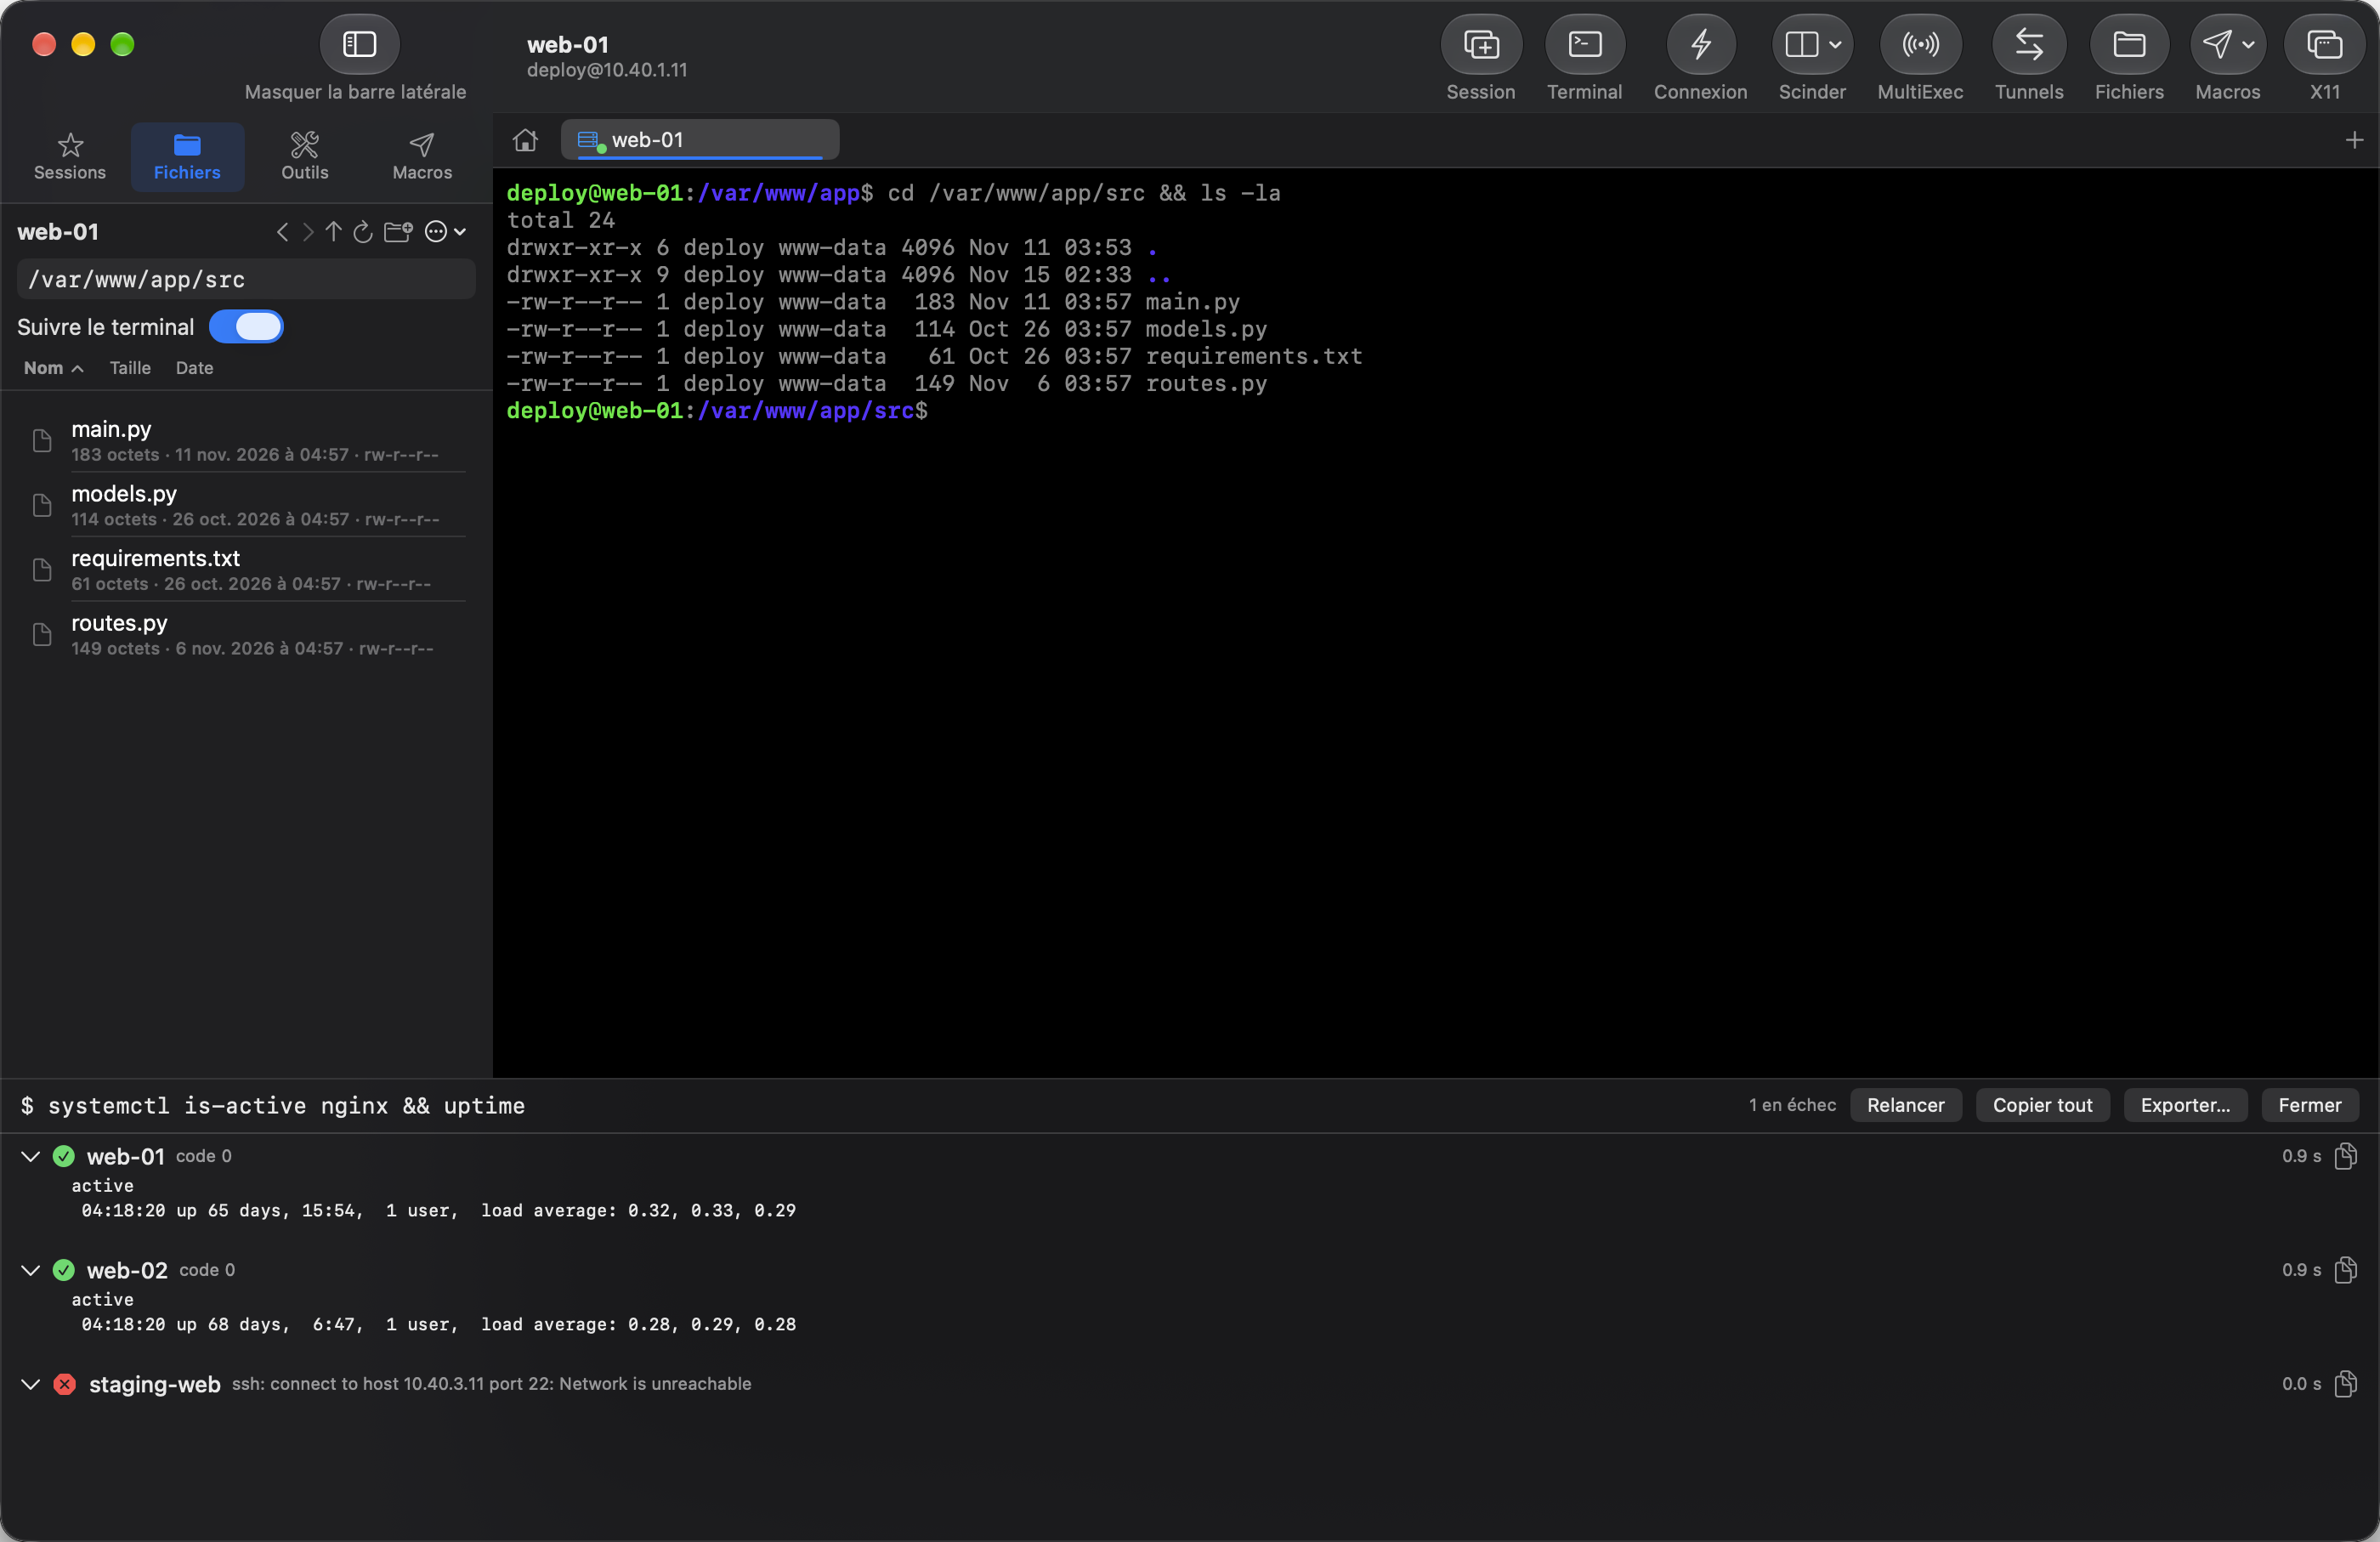 Masquer la barre latérale
web-01
deploy@10.40.1.11
Session
Terminal
Connexion
Scinder
MultiExec
Tunnels
Fichiers
Macros
X11
Sessions
Fichiers
Outils
Macros
web-01
web-01
/var/www/app/src
Suivre le terminal
Nom
Taille
Date
main.py
183 octets · 11 nov. 2026 à 04:57 · rw-r--r--
models.py
114 octets · 26 oct. 2026 à 04:57 · rw-r--r--
requirements.txt
61 octets · 26 oct. 2026 à 04:57 · rw-r--r--
routes.py
149 octets · 6 nov. 2026 à 04:57 · rw-r--r--
deploy@web-01:/var/www/app$ cd /var/www/app/src && ls -la
total 24
drwxr-xr-x 6 deploy www-data 4096 Nov 11 03:53 .
drwxr-xr-x 9 deploy www-data 4096 Nov 15 02:33 ..
-rw-r--r-- 1 deploy www-data  183 Nov 11 03:57 main.py
-rw-r--r-- 1 deploy www-data  114 Oct 26 03:57 models.py
-rw-r--r-- 1 deploy www-data   61 Oct 26 03:57 requirements.txt
-rw-r--r-- 1 deploy www-data  149 Nov  6 03:57 routes.py
deploy@web-01:/var/www/app/src$
$ systemctl is-active nginx && uptime
1 en échec
Relancer
Copier tout
Exporter...
Fermer
web-01 code 0
0.9 s
active
04:18:20 up 65 days, 15:54,  1 user,  load average: 0.32, 0.33, 0.29
web-02 code 0
0.9 s
active
04:18:20 up 68 days,  6:47,  1 user,  load average: 0.28, 0.29, 0.28
staging-web ssh: connect to host 10.40.3.11 port 22: Network is unreachable
0.0 s